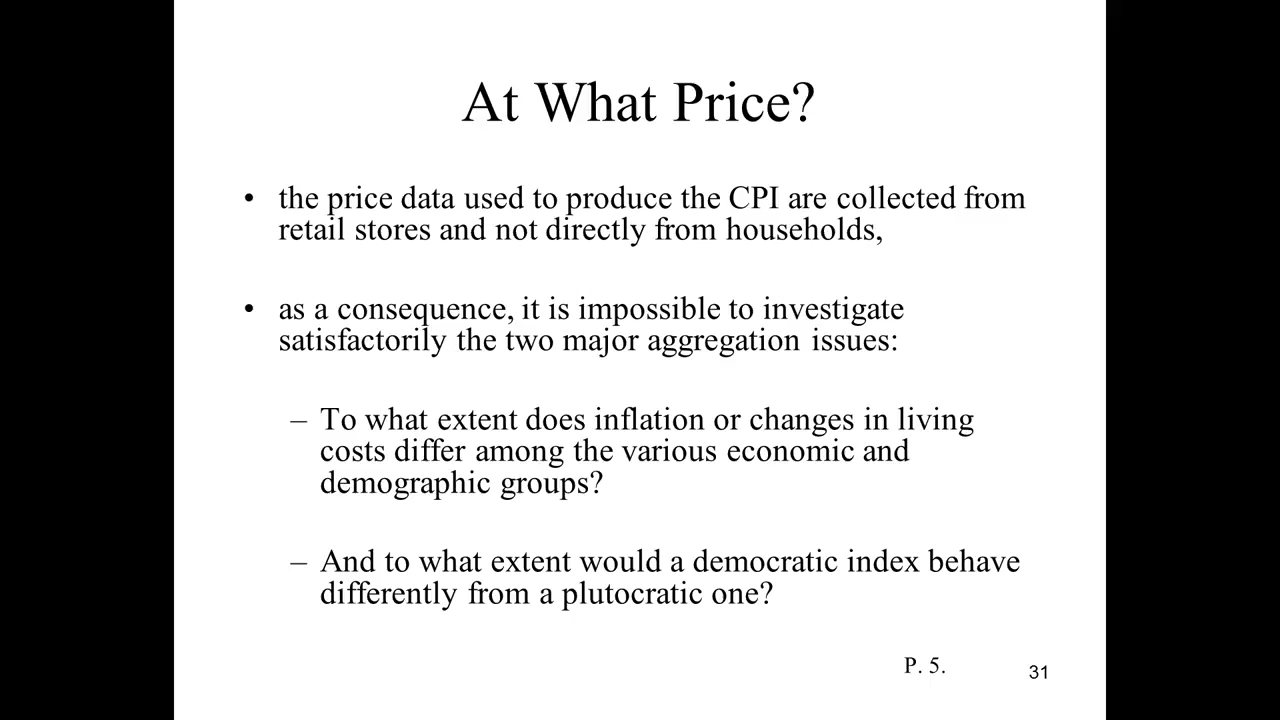 At What Price?
• the price data used to produce the CPI are collected from
retail stores and not directly from households,
• as a consequence, it is impossible to investigate
satisfactorily the two major aggregation issues:
– To what extent does inflation or changes in living
costs differ among the various economic and
demographic groups?
– And to what extent would a democratic index behave
differently from a plutocratic one?
P. 5.
31